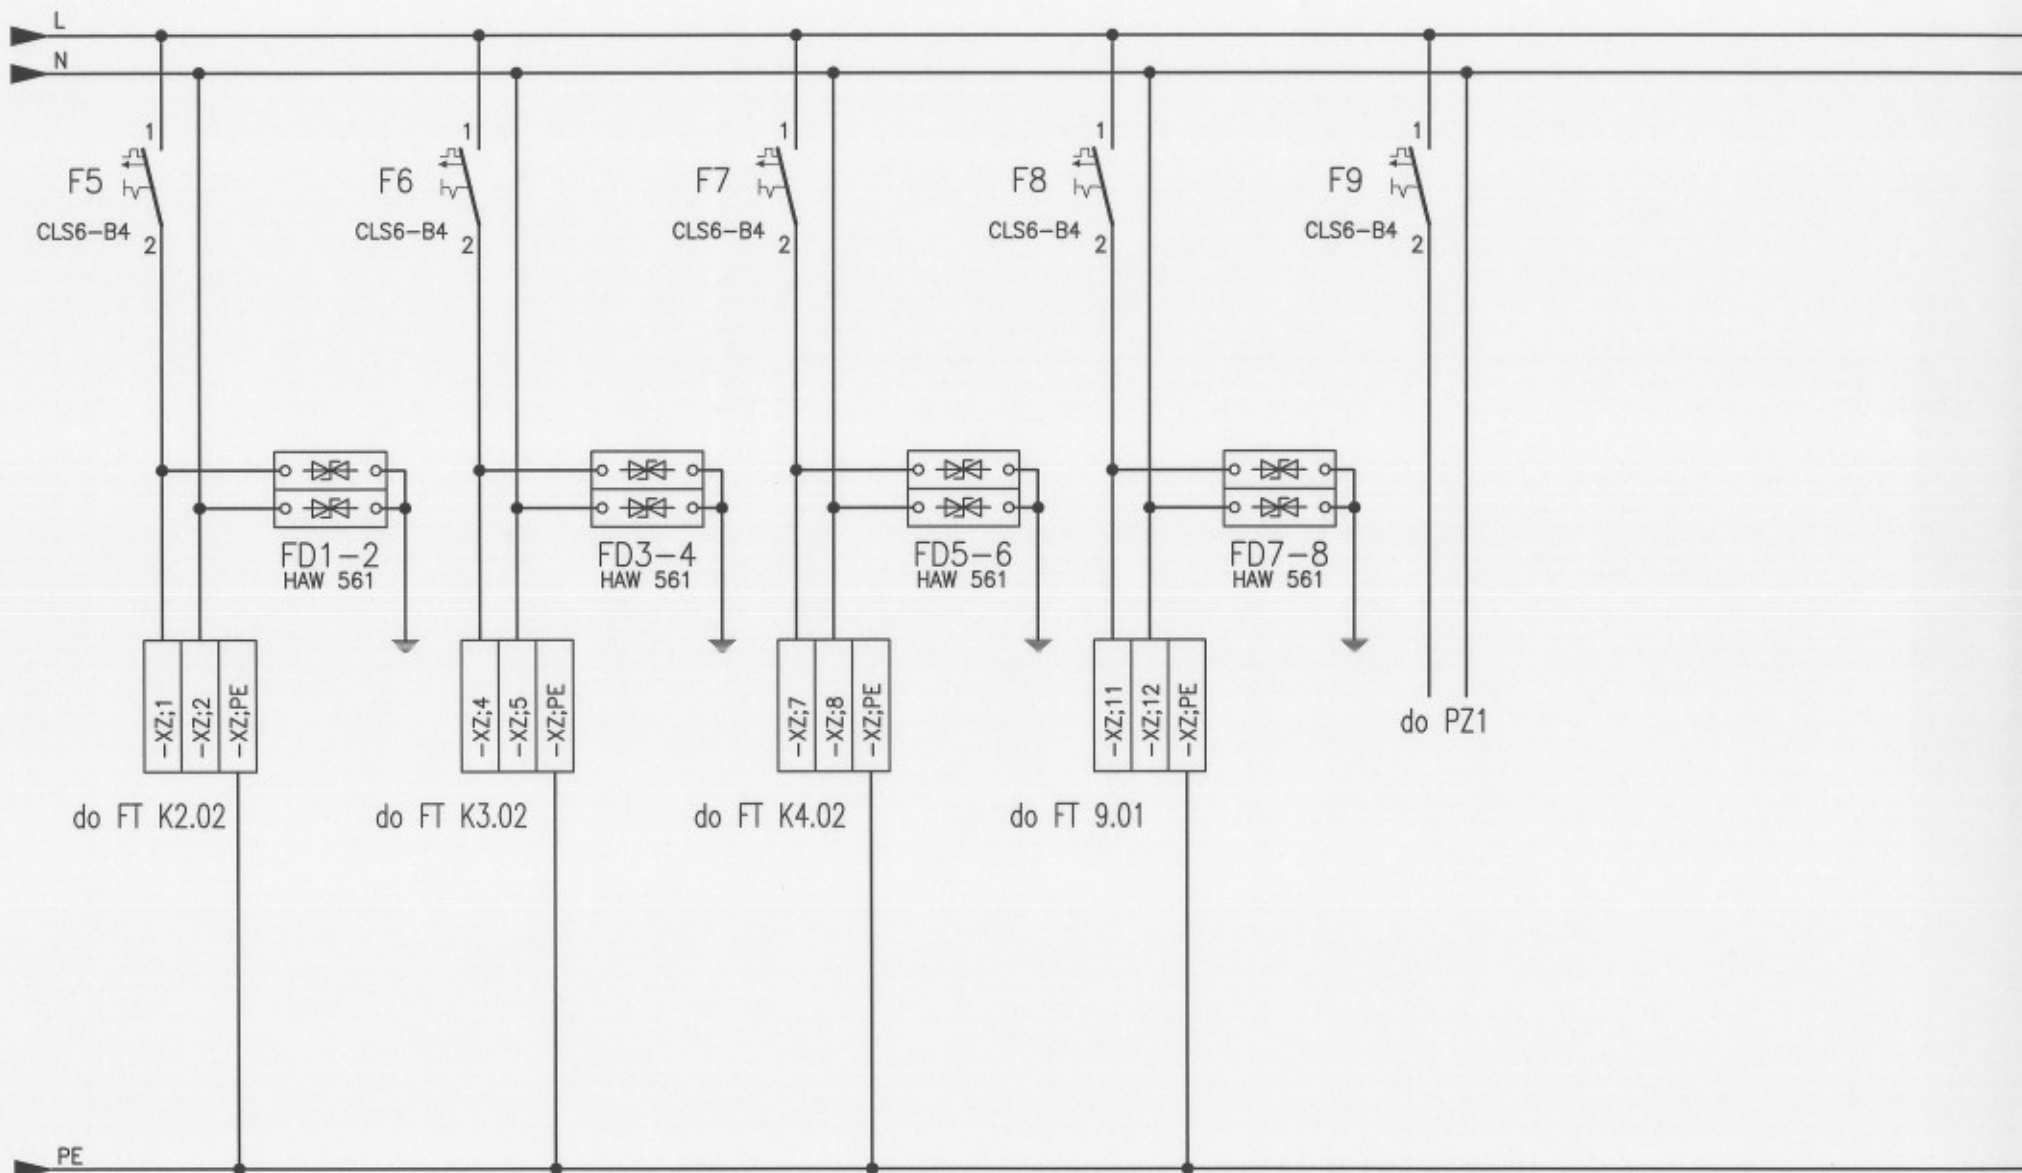 L
N
1 1 1 1 1
F5 F6 F7 F8 F9
CLS6-B4 CLS6-B4 CLS6-B4 CLS6-B4 CLS6-B4
2 2 2 2 2
FD1-2 FD3-4 FD5-6 FD7-8
HAW 561 HAW 561 HAW 561 HAW 561
-XZ;1 -XZ;2 -XZ;PE -XZ;4 -XZ;5 -XZ;PE -XZ;7 -XZ;8 -XZ;PE -XZ;11 -XZ;12 -XZ;PE do PZ1
do FT K2.02 do FT K3.02 do FT K4.02 do FT 9.01
PE